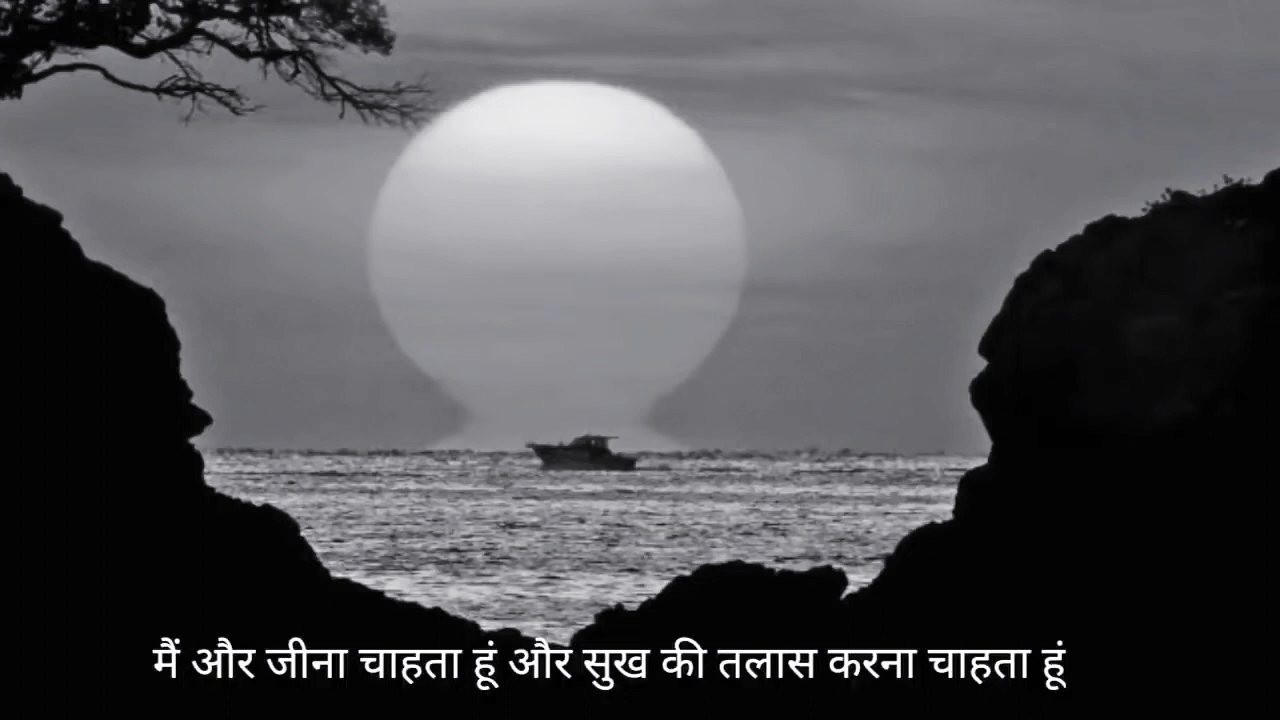 मैं और जीना चाहता हूं और सुख की तलास करना चाहता हूं